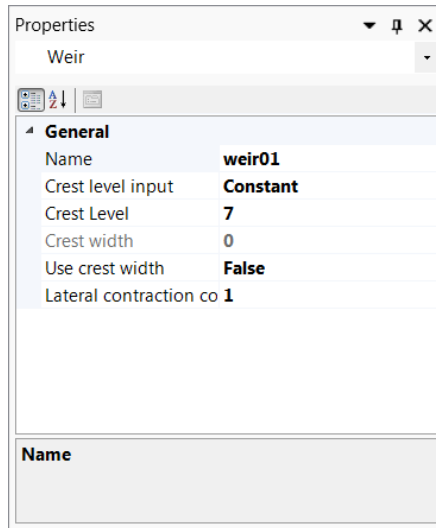 Properties
Weir
General
Name weir01
Crest level input Constant
Crest Level 7
Crest width 0
Use crest width False
Lateral contraction co 1
Name